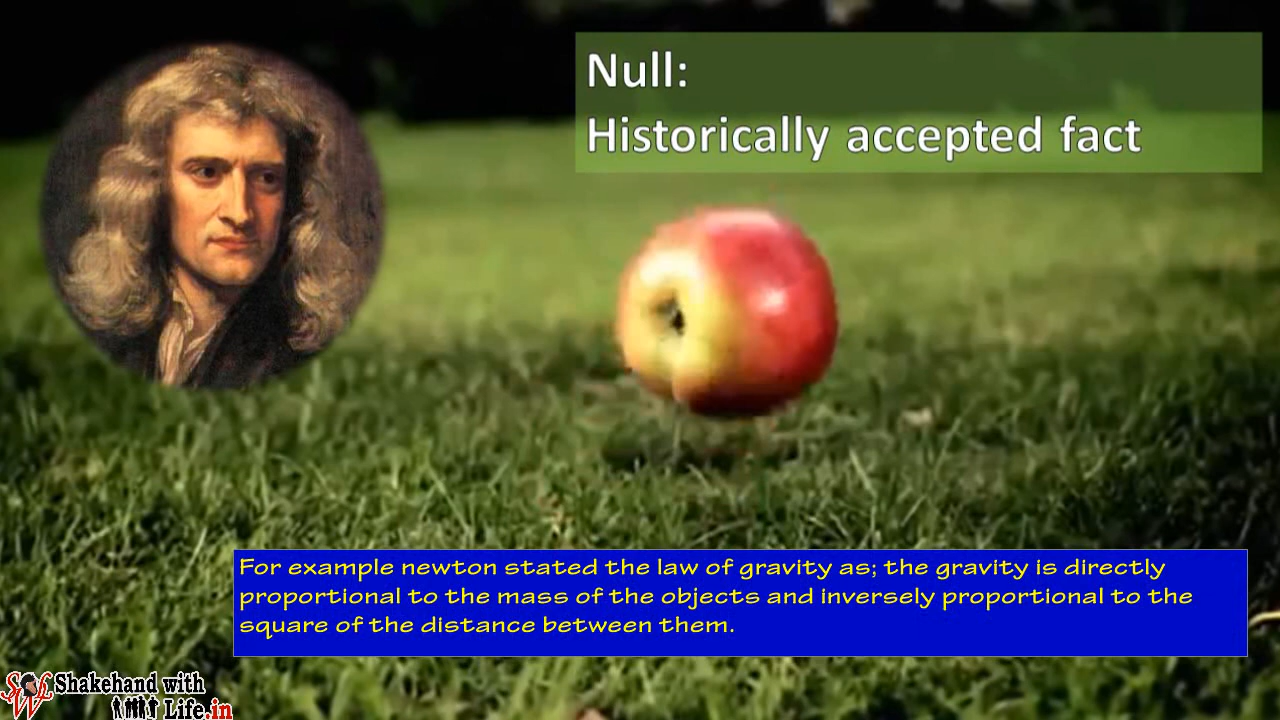 Null:
Historically accepted fact
For example newton stated the law of gravity as; the gravity is directly
proportional to the mass of the objects and inversely proportional to the
square of the distance between them.
Shakehand with
Life.in